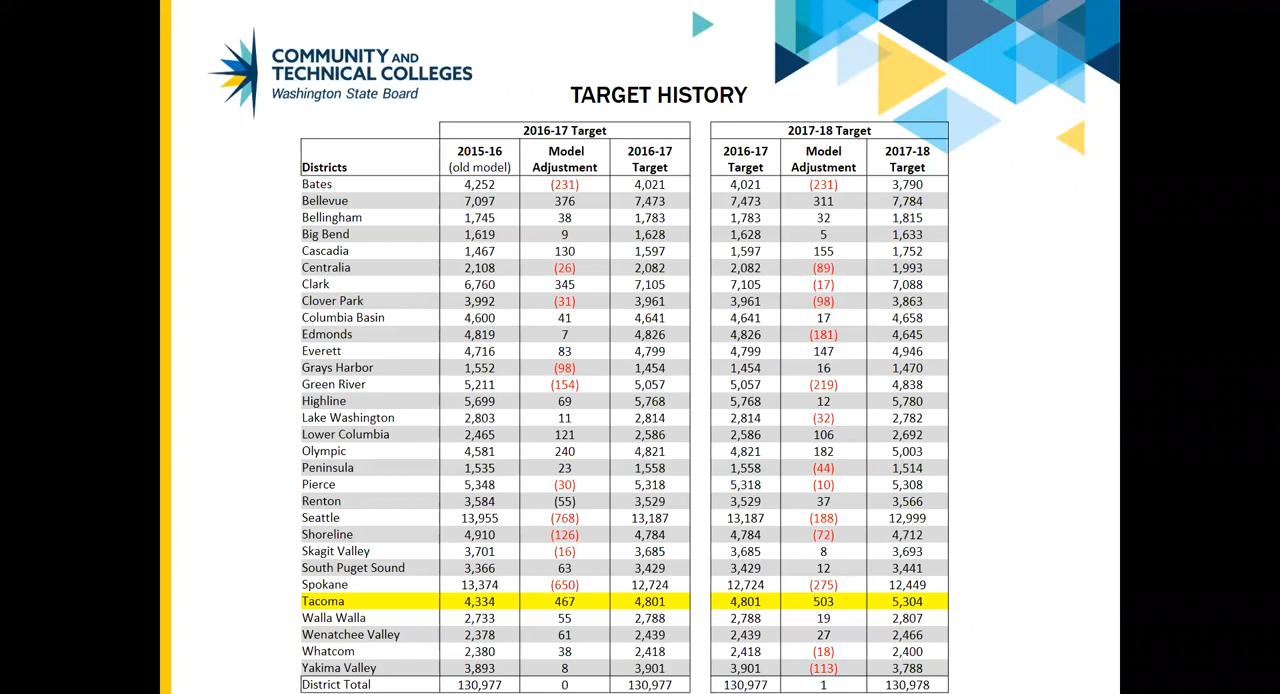 COMMUNITY AND
TECHNICAL COLLEGES
Washington State Board
TARGET HISTORY
2016-17 Target 2017-18 Target
2015-16 Model 2016-17 2016-17 Model 2017-18
Districts (old model) Adjustment Target Target Adjustment Target
Bates 4,252 (231) 4,021 4,021 (231) 3,790
Bellevue 7,097 376 7,473 7,473 311 7,784
Bellingham 1,745 38 1,783 1,783 32 1,815
Big Bend 1,619 9 1,628 1,628 5 1,633
Cascadia 1,467 130 1,597 1,597 155 1,752
Centralia 2,108 (26) 2,082 2,082 (89) 1,993
Clark 6,760 345 7,105 7,105 (17) 7,088
Clover Park 3,992 (31) 3,961 3,961 (98) 3,863
Columbia Basin 4,600 41 4,641 4,641 17 4,658
Edmonds 4,819 7 4,826 4,826 (181) 4,645
Everett 4,716 83 4,799 4,799 147 4,946
Grays Harbor 1,552 (98) 1,454 1,454 16 1,470
Green River 5,211 (154) 5,057 5,057 (219) 4,838
Highline 5,699 69 5,768 5,768 12 5,780
Lake Washington 2,803 11 2,814 2,814 (32) 2,782
Lower Columbia 2,465 121 2,586 2,586 106 2,692
Olympic 4,581 240 4,821 4,821 182 5,003
Peninsula 1,535 23 1,558 1,558 (44) 1,514
Pierce 5,348 (30) 5,318 5,318 (10) 5,308
Renton 3,584 (55) 3,529 3,529 37 3,566
Seattle 13,955 (768) 13,187 13,187 (188) 12,999
Shoreline 4,910 (126) 4,784 4,784 (72) 4,712
Skagit Valley 3,701 (16) 3,685 3,685 8 3,693
South Puget Sound 3,366 63 3,429 3,429 12 3,441
Spokane 13,374 (650) 12,724 12,724 (275) 12,449
Tacoma 4,334 467 4,801 4,801 503 5,304
Walla Walla 2,733 55 2,788 2,788 19 2,807
Wenatchee Valley 2,378 61 2,439 2,439 27 2,466
Whatcom 2,380 38 2,418 2,418 (18) 2,400
Yakima Valley 3,893 8 3,901 3,901 (113) 3,788
District Total 130,977 0 130,977 130,977 1 130,978